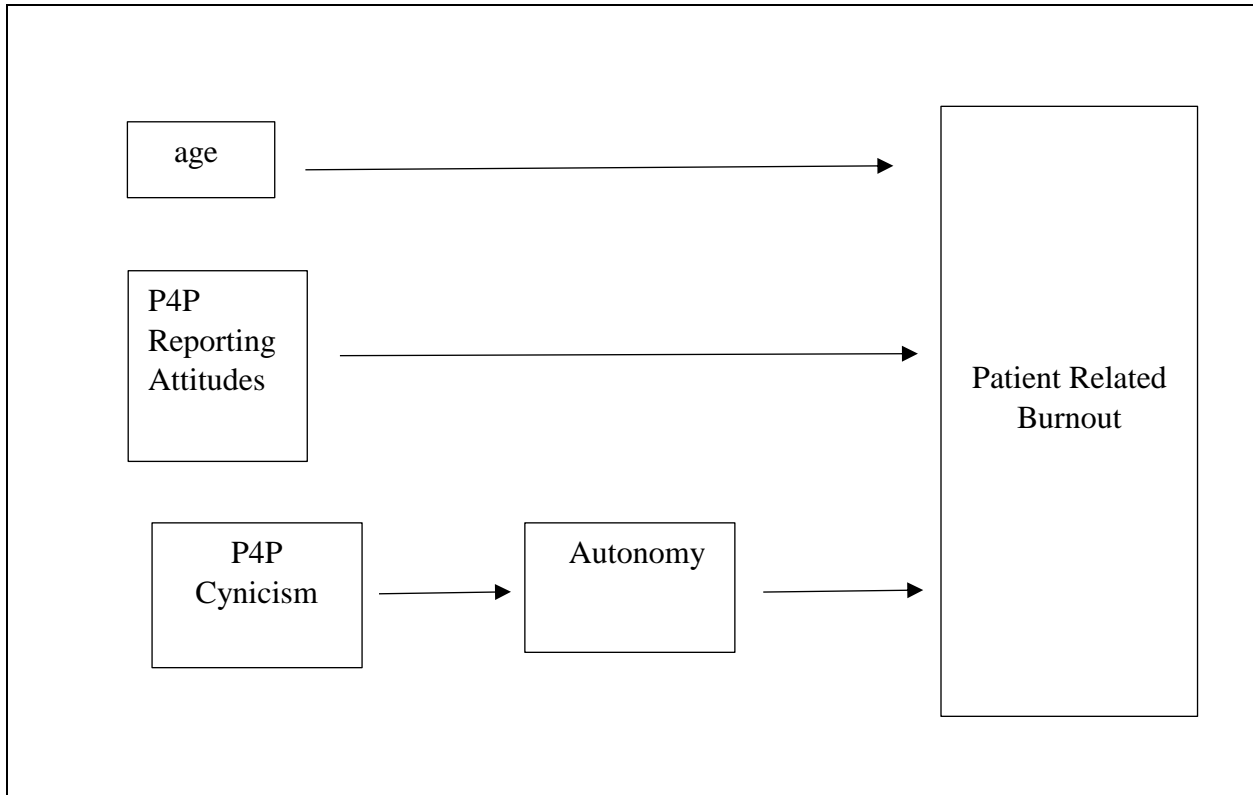 age
P4P
Reporting
Attitudes
Patient Related
Burnout
P4P
Cynicism
Autonomy